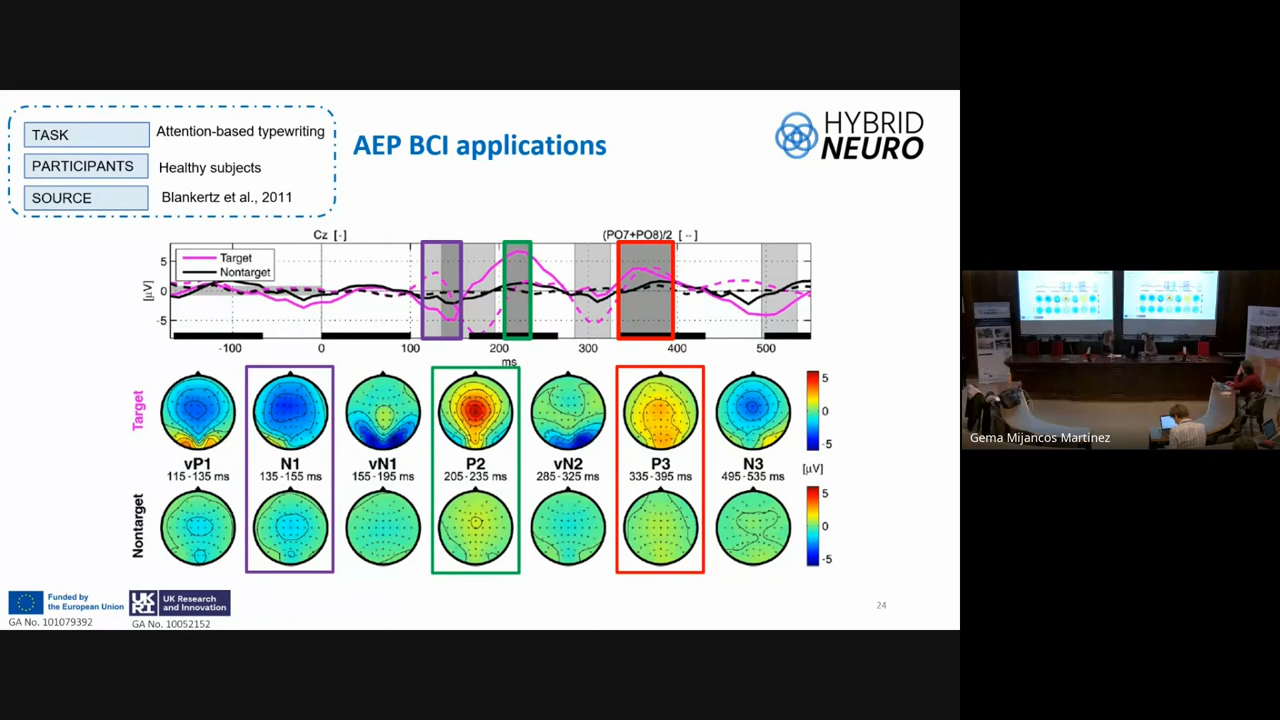 TASK Attention-based typewriting
PARTICIPANTS Healthy subjects
SOURCE Blankertz et al., 2011
AEP BCI applications
HYBRID
NEURO
Cz [-] (PO7+PO8)/2 [ -- ]
Target
Nontarget
5
0
-5
[µV]
-100 0 100 200 300 400 500
ms
Target
vP1 N1 vN1 P2 vN2 P3 N3
115-135 ms 135-155 ms 155-195 ms 205-235 ms 285-325 ms 335-395 ms 495-535 ms
5
0
-5
[µV]
Nontarget
5
0
-5
Funded by
the European Union
GA No. 101079392
UKRI
UK Research
and Innovation
GA No. 10052152
24
Gema Mijancos Martinez